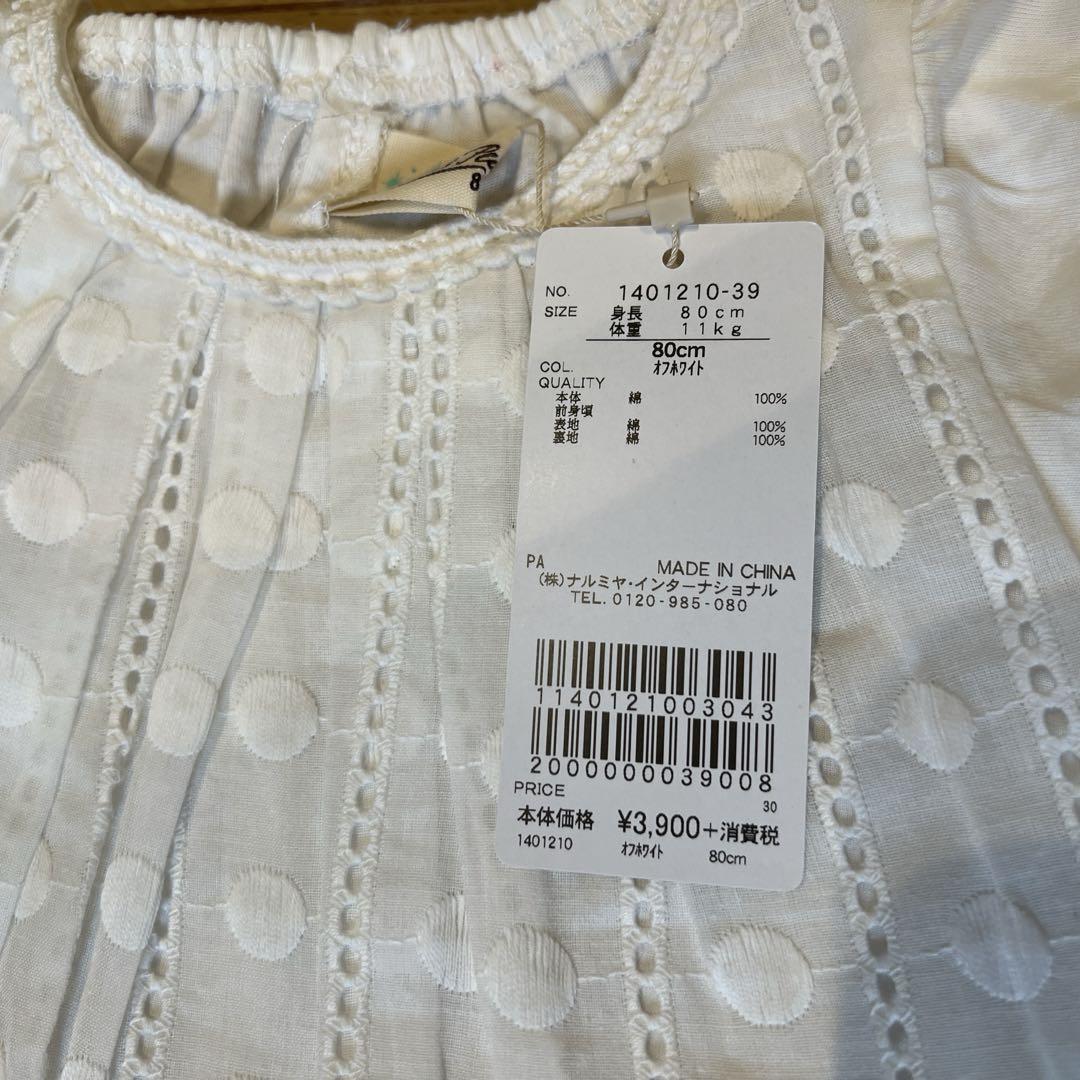 8
NO. 1401210-39
SIZE 身長 80cm
体重 11kg
80cm
COL. ｵﾌﾎﾜｲﾄ
QUALITY
本体 綿 100%
前身頃
表地 綿 100%
裏地 綿 100%
PA MADE IN CHINA
(株)ナルミヤ・インターナショナル
TEL. 0120-985-080
1140121003043
2000000039008
PRICE 30
本体価格 ¥3,900+消費税
1401210 ｵﾌﾎﾜｲﾄ 80cm